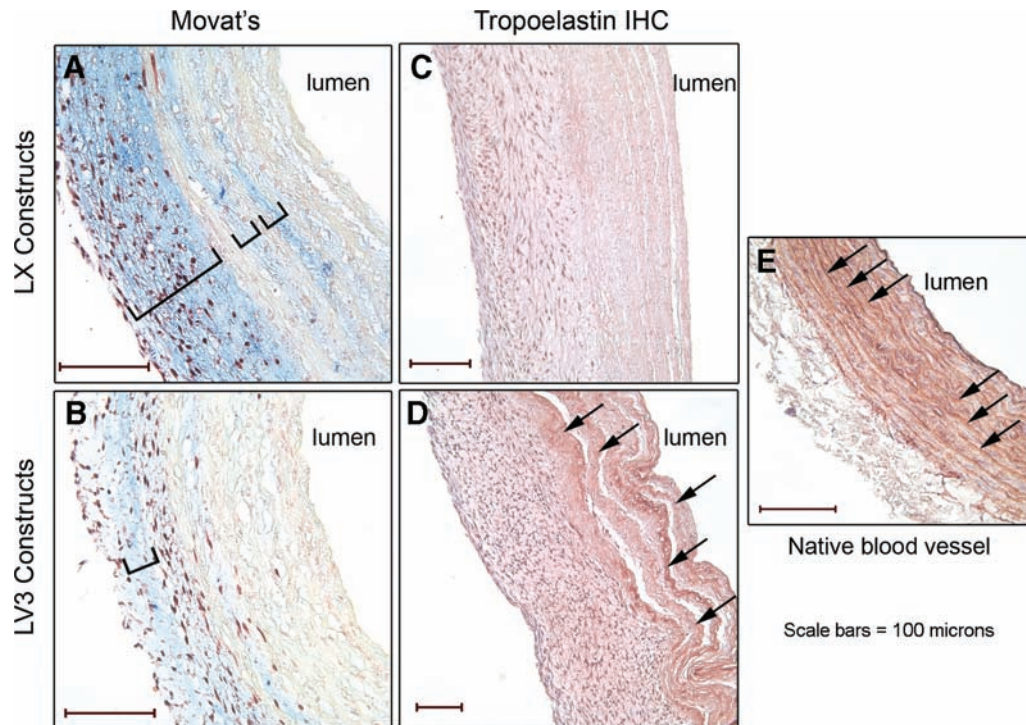 Movat's
Tropoelastin IHC
LX Constructs
LV3 Constructs
A
lumen
C
lumen
B
lumen
D
lumen
E
lumen
Native blood vessel
Scale bars = 100 microns